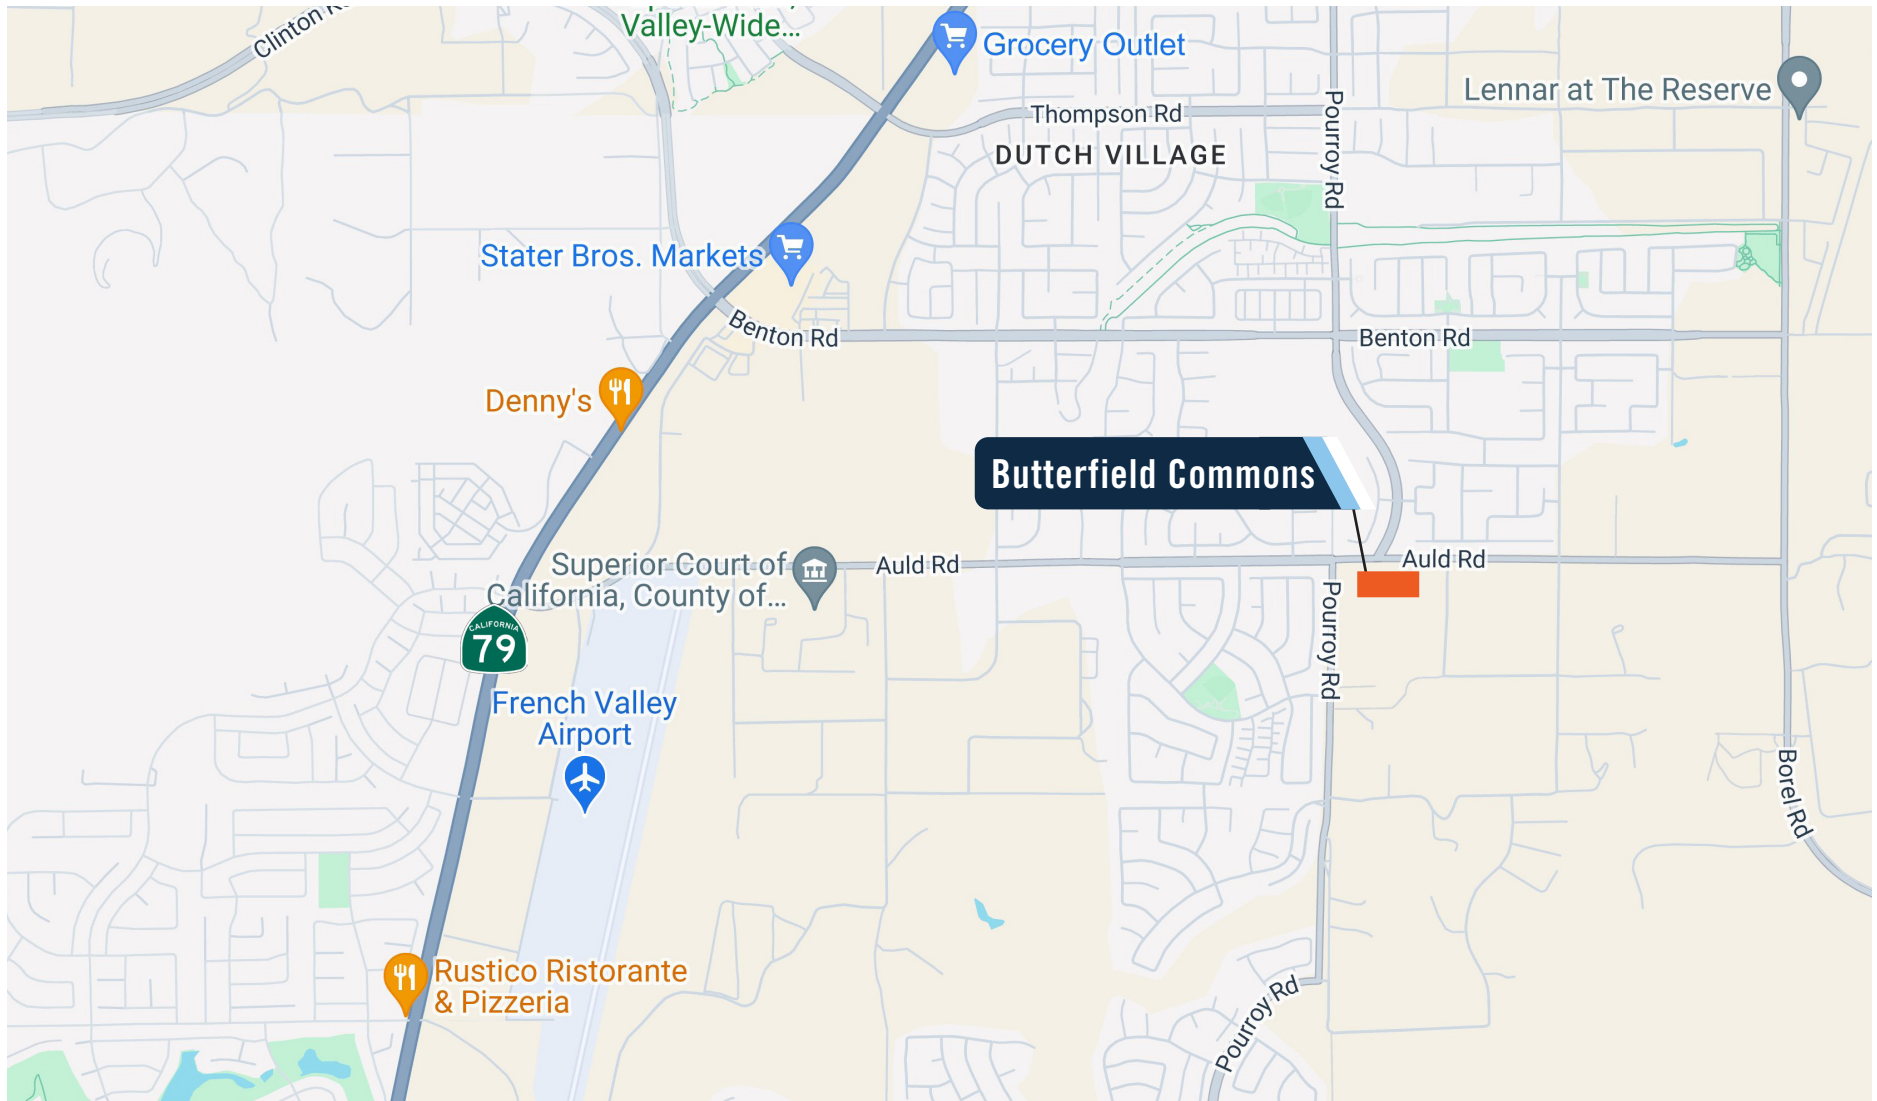 Clinton
Valley-Wide...
Grocery Outlet
Lennar at The Reserve
Thompson Rd
Pourroy Rd
DUTCH VILLAGE
Stater Bros. Markets
Benton Rd
Benton Rd
Denny's
Butterfield Commons
Superior Court of
California, County of...
Auld Rd
Auld Rd
CALIFORNIA
79
Pourroy Rd
French Valley
Airport
Borel Rd
Rustico Ristorante
& Pizzeria
Pourroy Rd